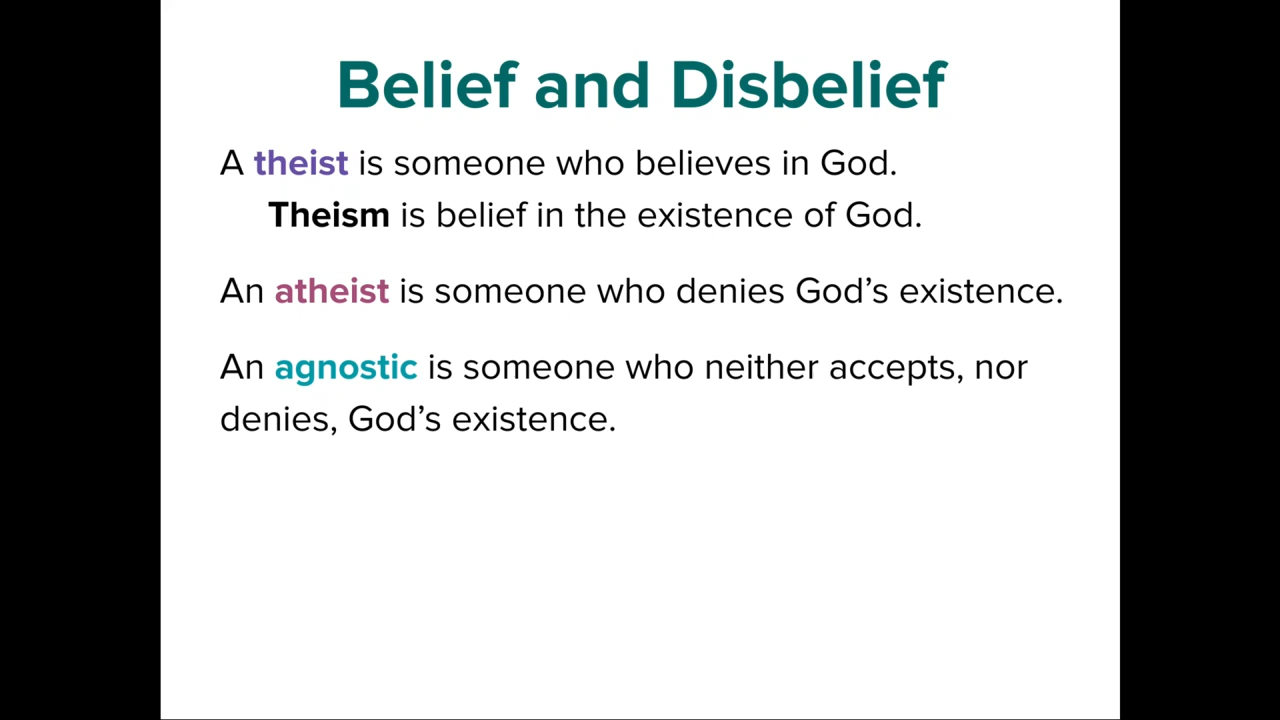 Belief and Disbelief
A theist is someone who believes in God.
Theism is belief in the existence of God.
An atheist is someone who denies God’s existence.
An agnostic is someone who neither accepts, nor
denies, God’s existence.